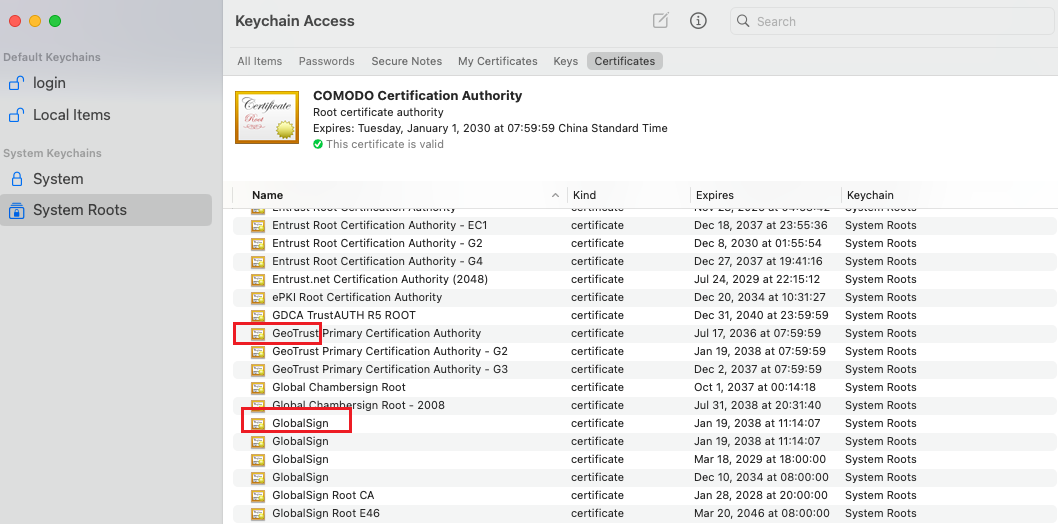 Keychain Access
Search
Default Keychains
login
Local Items
System Keychains
System
System Roots
All Items Passwords Secure Notes My Certificates Keys Certificates
Certificate
Root
COMODO Certification Authority
Root certificate authority
Expires: Tuesday, January 1, 2030 at 07:59:59 China Standard Time
This certificate is valid
Name Kind Expires Keychain
Entrust Root Certification Authority certificate System Roots
Entrust Root Certification Authority - EC1 certificate Dec 18, 2037 at 23:55:36 System Roots
Entrust Root Certification Authority - G2 certificate Dec 8, 2030 at 01:55:54 System Roots
Entrust Root Certification Authority - G4 certificate Dec 27, 2037 at 19:41:16 System Roots
Entrust.net Certification Authority (2048) certificate Jul 24, 2029 at 22:15:12 System Roots
ePKI Root Certification Authority certificate Dec 20, 2034 at 10:31:27 System Roots
GDCA TrustAUTH R5 ROOT certificate Dec 31, 2040 at 23:59:59 System Roots
GeoTrust Primary Certification Authority certificate Jul 17, 2036 at 07:59:59 System Roots
GeoTrust Primary Certification Authority - G2 certificate Jan 19, 2038 at 07:59:59 System Roots
GeoTrust Primary Certification Authority - G3 certificate Dec 2, 2037 at 07:59:59 System Roots
Global Chambersign Root certificate Oct 1, 2037 at 00:14:18 System Roots
Global Chambersign Root - 2008 certificate Jul 31, 2038 at 20:31:40 System Roots
GlobalSign certificate Jan 19, 2038 at 11:14:07 System Roots
GlobalSign certificate Jan 19, 2038 at 11:14:07 System Roots
GlobalSign certificate Mar 18, 2029 at 18:00:00 System Roots
GlobalSign certificate Dec 10, 2034 at 08:00:00 System Roots
GlobalSign Root CA certificate Jan 28, 2028 at 20:00:00 System Roots
GlobalSign Root E46 certificate Mar 20, 2046 at 08:00:00 System Roots